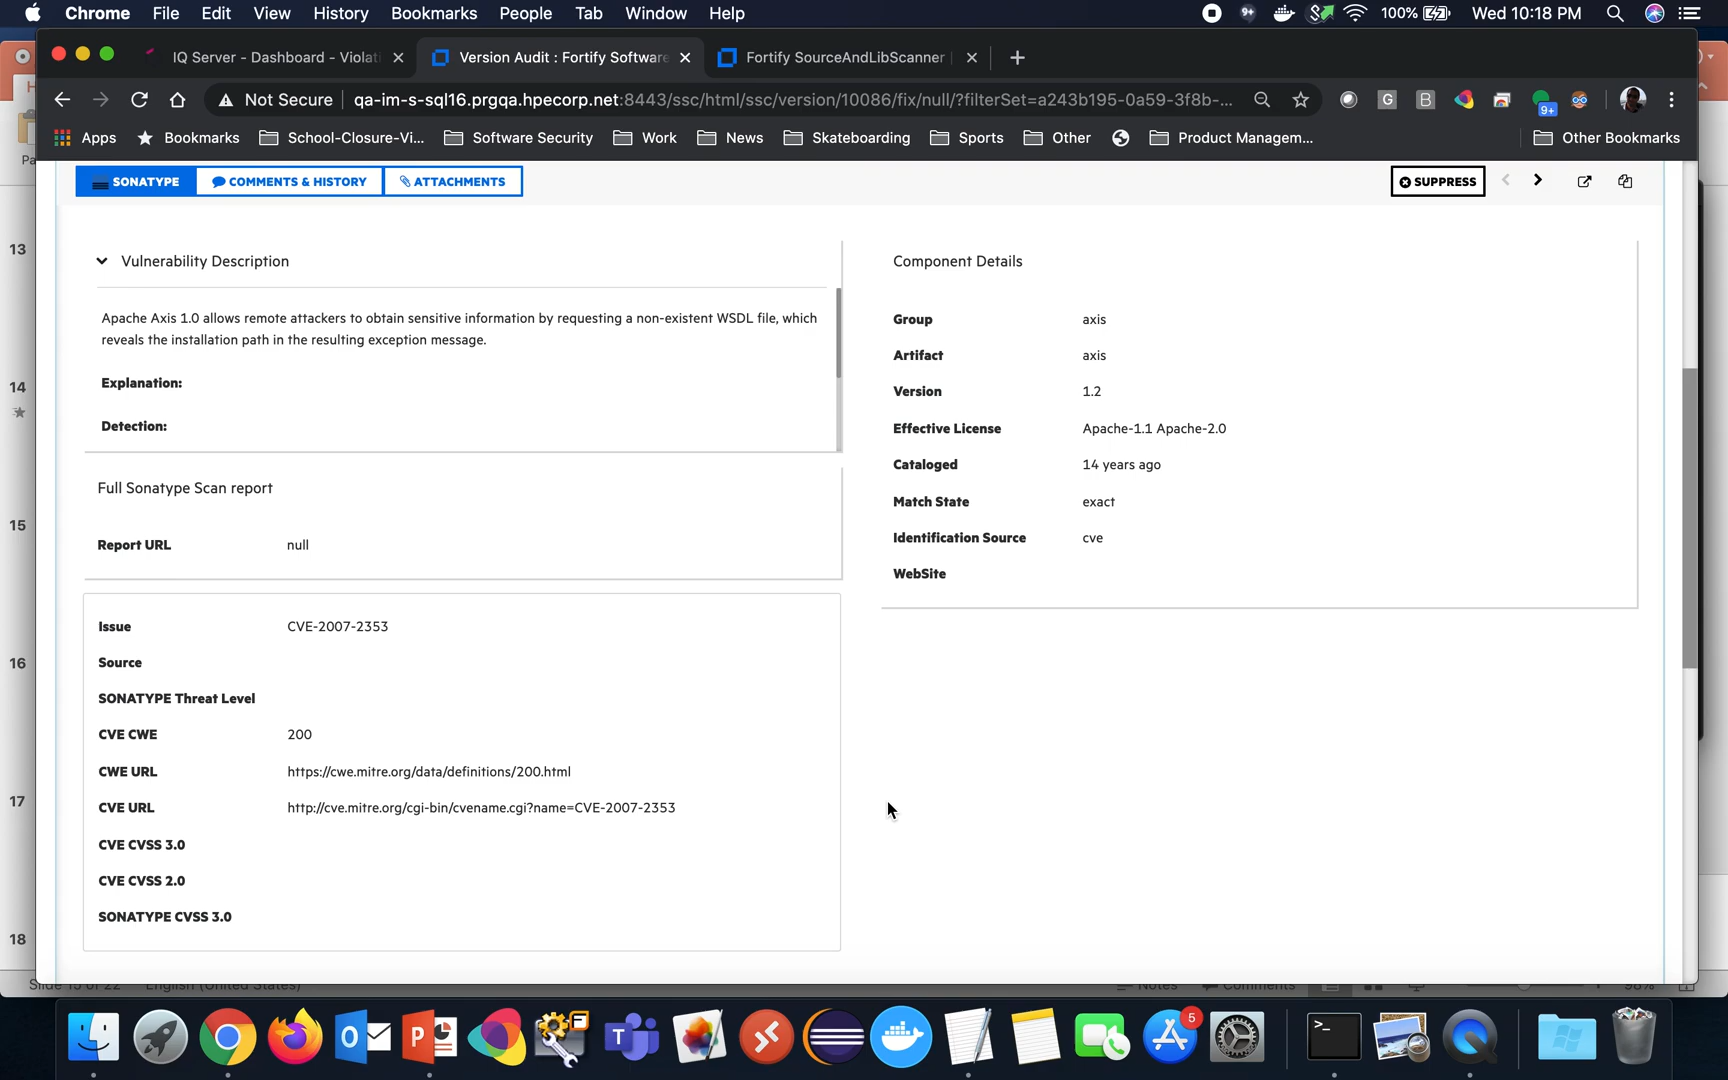 Chrome File Edit View History Bookmarks People Tab Window Help 9+ 100% Wed 10:18 PM
IQ Server - Dashboard - Violati Version Audit : Fortify Software Fortify SourceAndLibScanner
Not Secure qa-im-s-sql16.prgqa.hpecorp.net:8443/ssc/html/ssc/version/10086/fix/null/?filterSet=a243b195-0a59-3f8b-... G B 9+
Apps Bookmarks School-Closure-Vi... Software Security Work News Skateboarding Sports Other Product Managem... Other Bookmarks
Pa
SONATYPE COMMENTS & HISTORY ATTACHMENTS SUPPRESS
13
14
15
16
17
18
Vulnerability Description
Apache Axis 1.0 allows remote attackers to obtain sensitive information by requesting a non-existent WSDL file, which
reveals the installation path in the resulting exception message.
Explanation:
Detection:
Full Sonatype Scan report
Report URL null
Issue CVE-2007-2353
Source
SONATYPE Threat Level
CVE CWE 200
CWE URL https://cwe.mitre.org/data/definitions/200.html
CVE URL http://cve.mitre.org/cgi-bin/cvename.cgi?name=CVE-2007-2353
CVE CVSS 3.0
CVE CVSS 2.0
SONATYPE CVSS 3.0
Component Details
Group axis
Artifact axis
Version 1.2
Effective License Apache-1.1 Apache-2.0
Cataloged 14 years ago
Match State exact
Identification Source cve
WebSite
English (United States) Notes Comments
5